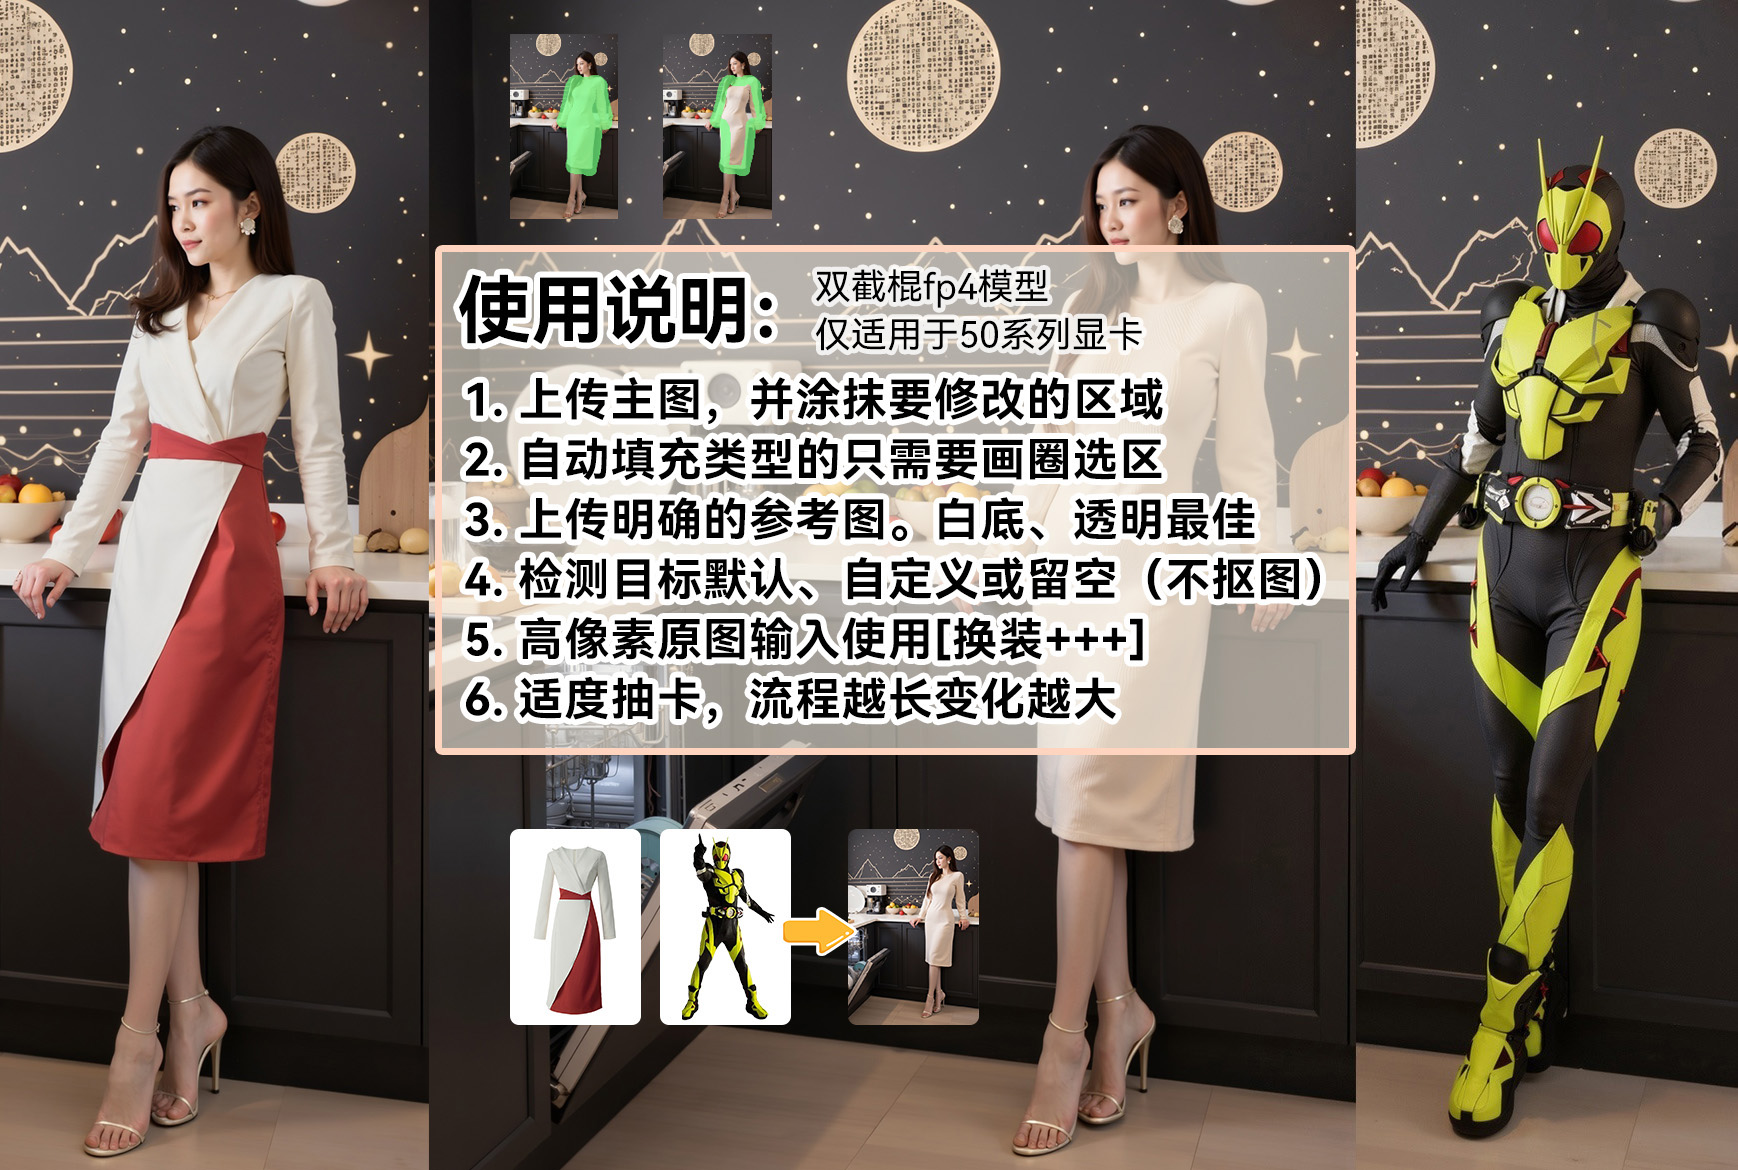 使用说明：
双截棍fp4模型
仅适用于50系列显卡
1. 上传主图，并涂抹要修改的区域
2. 自动填充类型的只需要画圈选区
3. 上传明确的参考图。白底、透明最佳
4. 检测目标默认、自定义或留空（不抠图）
5. 高像素原图输入使用[换装+++]
6. 适度抽卡，流程越长变化越大